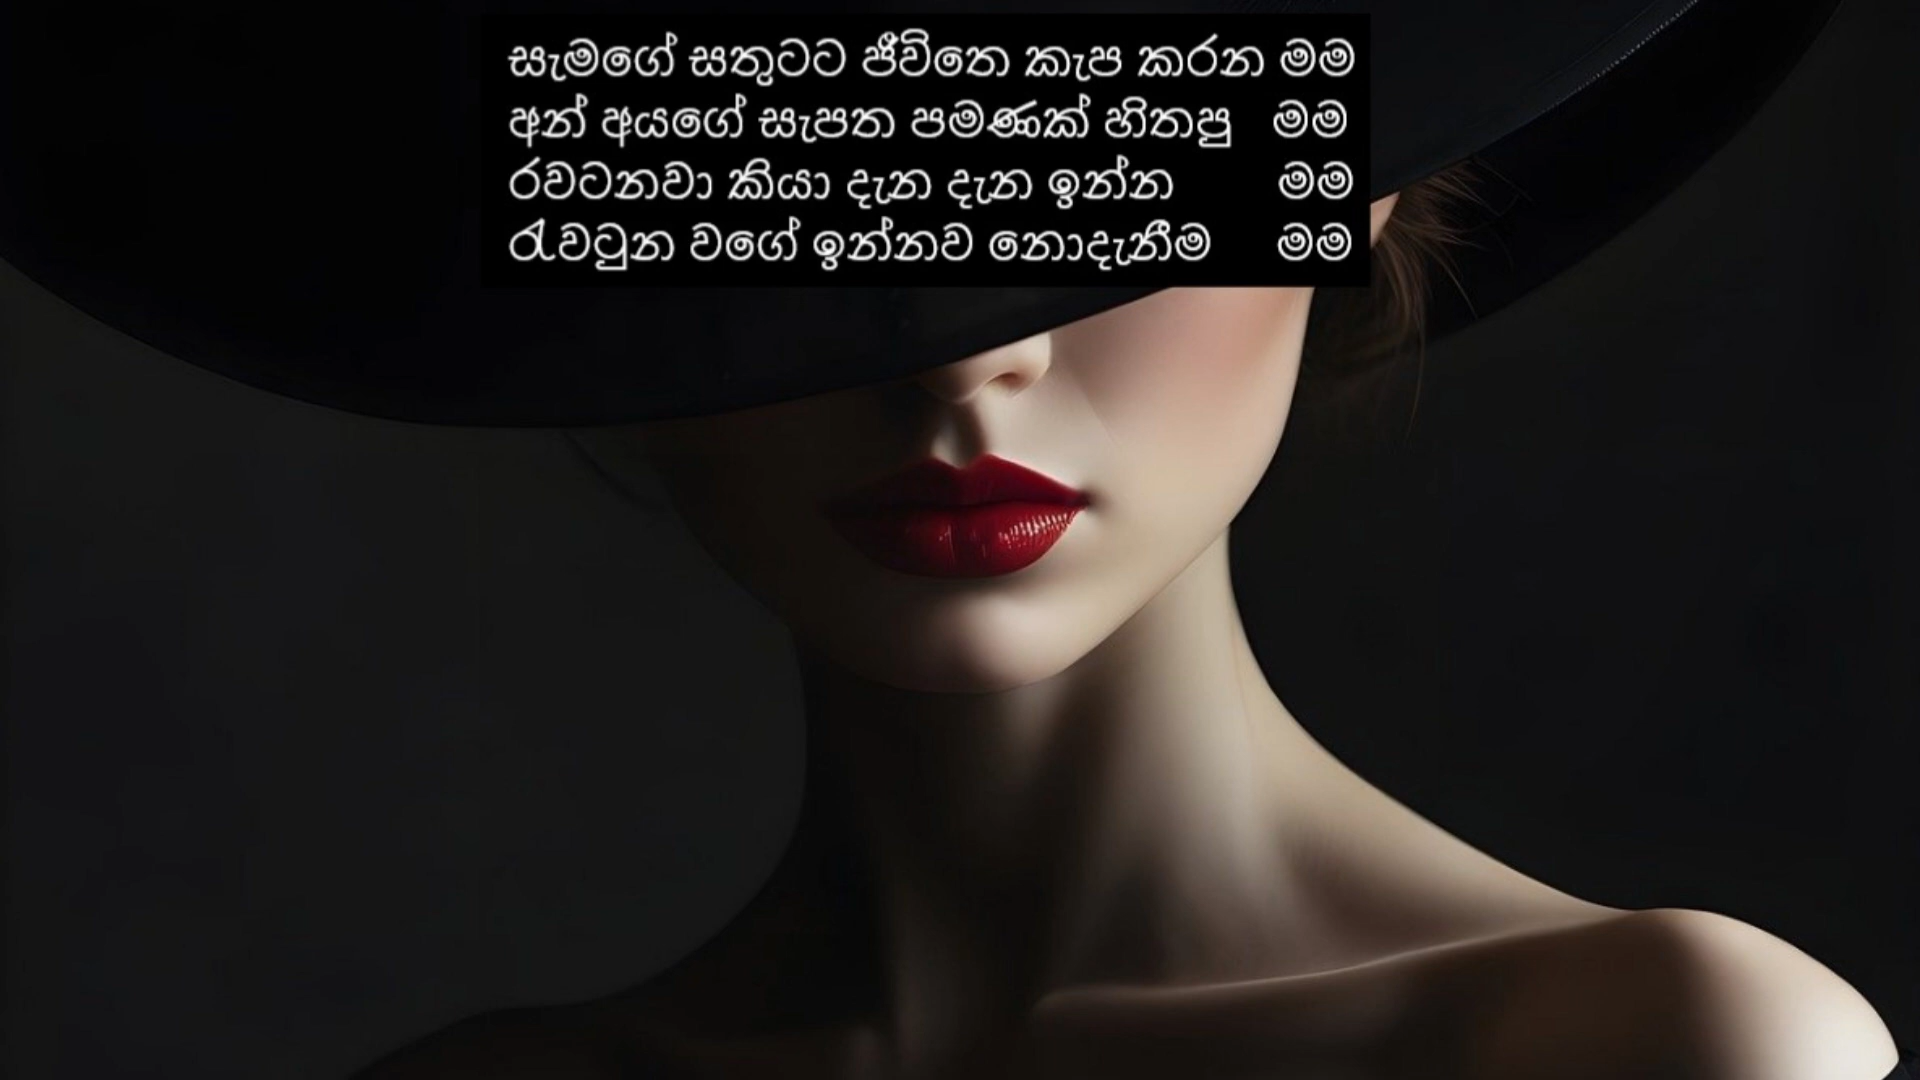 සැමගේ සතුටට ජීවිතෙ කැප කරන මම
අන් අයගේ සැපත පමණක් හිතපු මම
රවටනවා කියා දැන දැන ඉන්න මම
රැවටුන වගේ ඉන්නව නොදැනීම මම